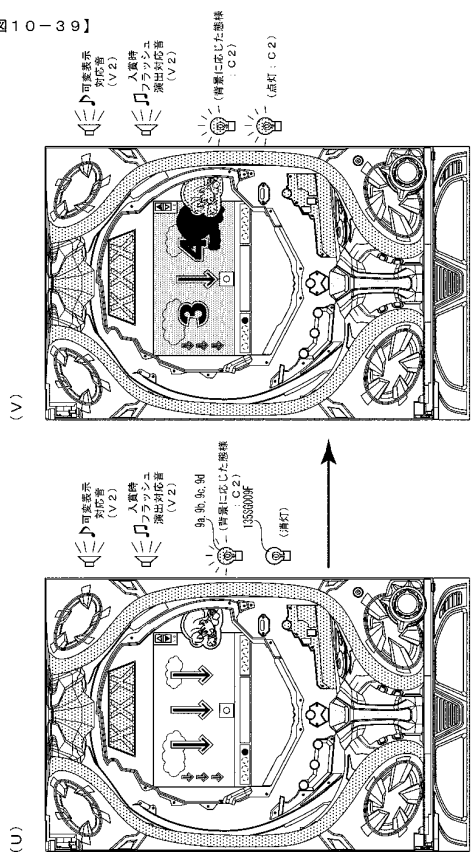 図10-39】
(U)
♪可変表示
対応音
(V2)
入賞時
フラッシュ
演出対応音
(V2)
9a, 9b, 9c, 9d
(背景に応じた態様
:C2)
135SG009F
(消灯)
(V)
♪可変表示
対応音
(V2)
入賞時
フラッシュ
演出対応音
(V2)
(背景に応じた態様
:C2)
(点灯:C2)
3
4